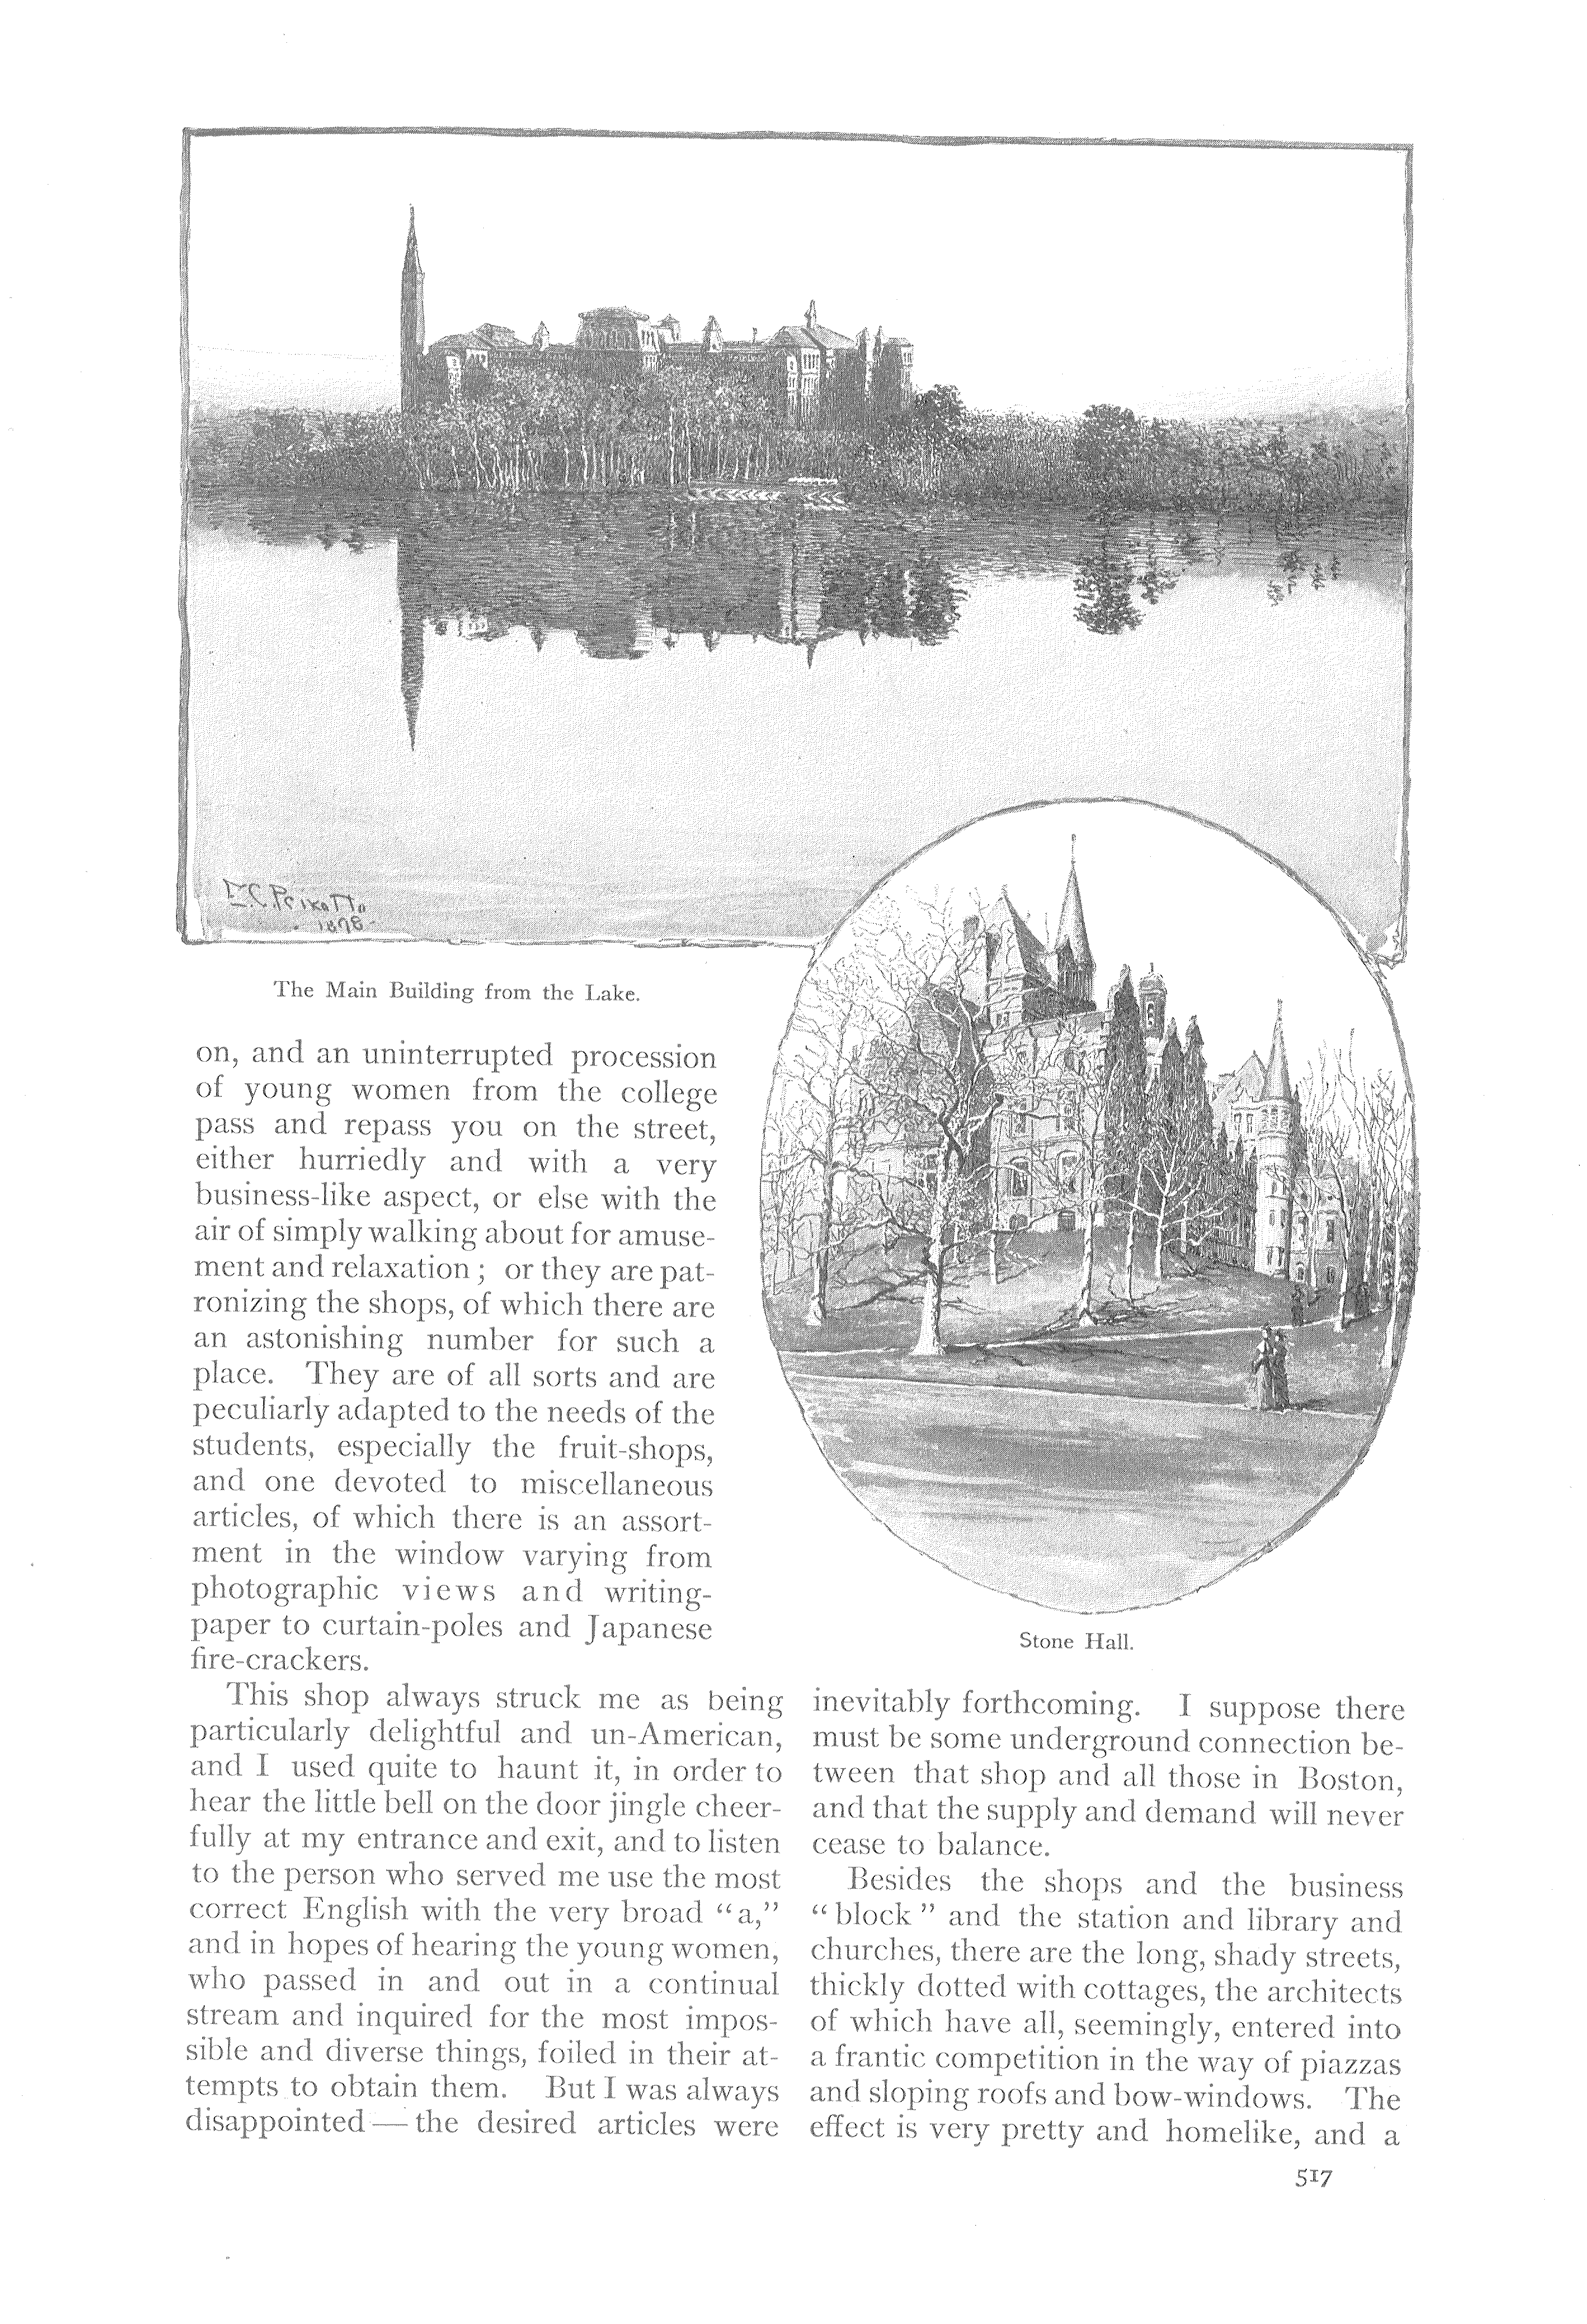 E.C. Peixotto
1898-
The Main Building from the Lake.
on, and an uninterrupted procession
of young women from the college
pass and repass you on the street,
either hurriedly and with a very
business-like aspect, or else with the
air of simply walking about for amuse-
ment and relaxation; or they are pat-
ronizing the shops, of which there are
an astonishing number for such a
place. They are of all sorts and are
peculiarly adapted to the needs of the
students, especially the fruit-shops,
and one devoted to miscellaneous
articles, of which there is an assort-
ment in the window varying from
photographic views and writing-
paper to curtain-poles and Japanese
fire-crackers.
Stone Hall.
This shop always struck me as being
particularly delightful and un-American,
and I used quite to haunt it, in order to
hear the little bell on the door jingle cheer-
fully at my entrance and exit, and to listen
to the person who served me use the most
correct English with the very broad “a,”
and in hopes of hearing the young women,
who passed in and out in a continual
stream and inquired for the most impos-
sible and diverse things, foiled in their at-
tempts to obtain them. But I was always
disappointed—the desired articles were
inevitably forthcoming. I suppose there
must be some underground connection be-
tween that shop and all those in Boston,
and that the supply and demand will never
cease to balance.
Besides the shops and the business
“block” and the station and library and
churches, there are the long, shady streets,
thickly dotted with cottages, the architects
of which have all, seemingly, entered into
a frantic competition in the way of piazzas
and sloping roofs and bow-windows. The
effect is very pretty and homelike, and a
517